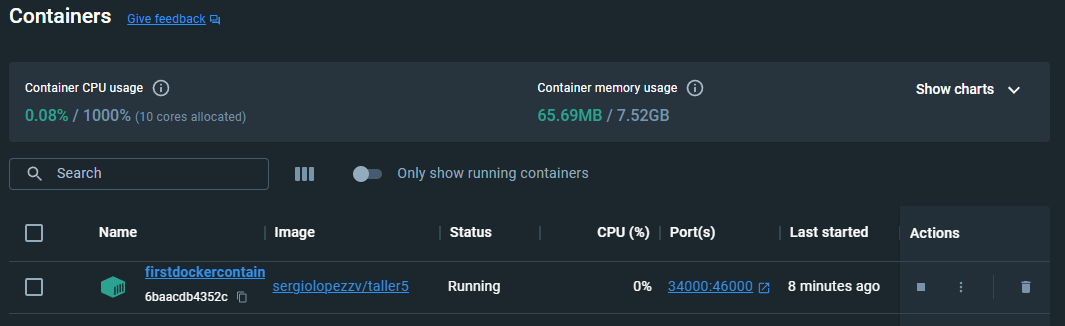 Containers Give feedback
Container CPU usage
0.08% / 1000% (10 cores allocated)
Container memory usage
65.69MB / 7.52GB
Show charts
Search
Only show running containers
Name Image Status CPU (%) Port(s) Last started Actions
firstdockercontain
6baacdb4352c
sergiolopezzv/taller5 Running 0% 34000:46000 8 minutes ago